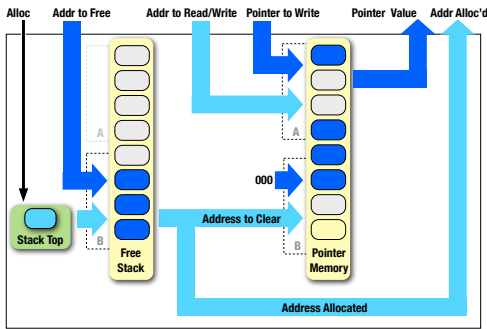 Alloc Addr to Free Addr to Read/Write Pointer to Write Pointer Value Addr Alloc'd
A
A
000
Address to Clear
Stack Top
B
B
Free
Stack
Pointer
Memory
Address Allocated